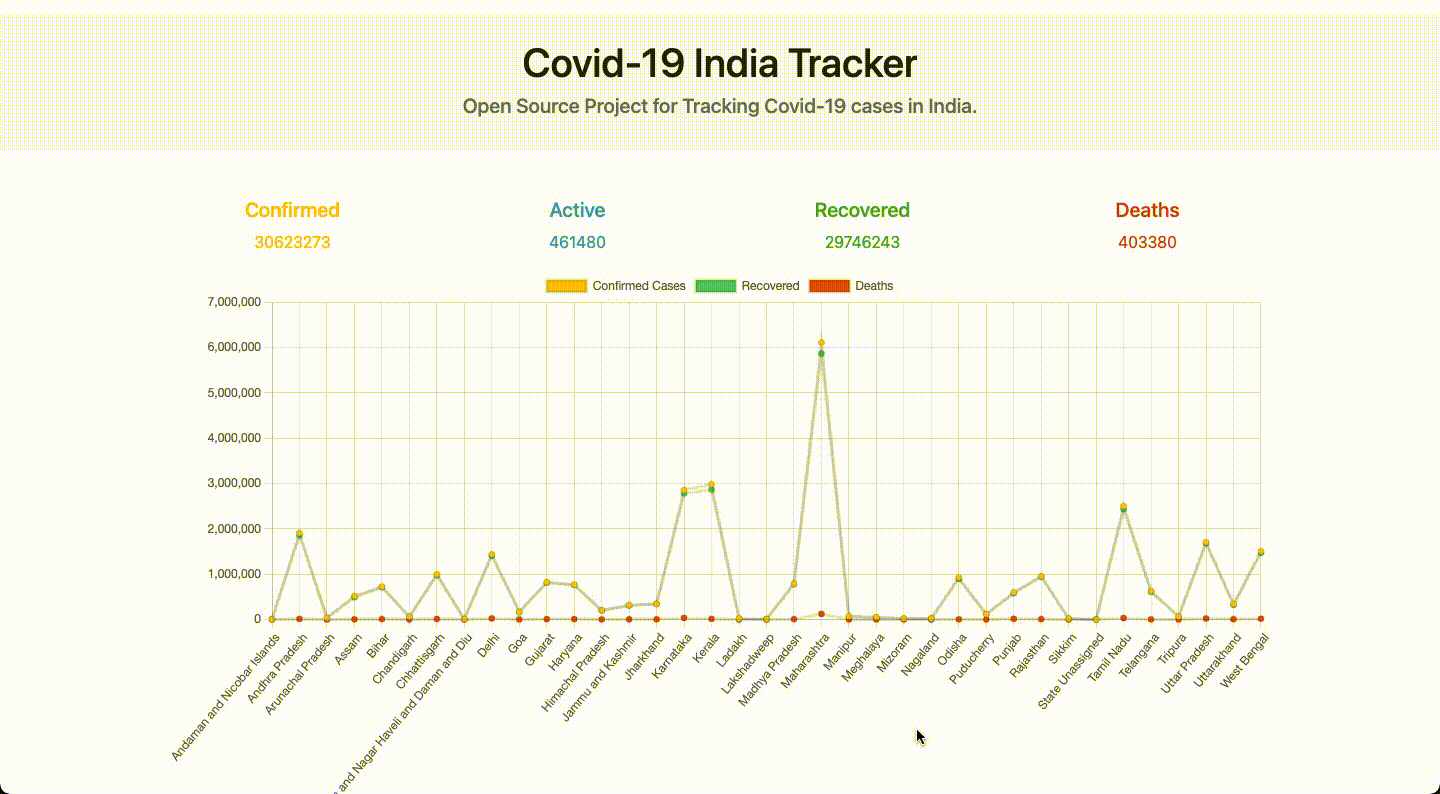 Covid-19 India Tracker
Open Source Project for Tracking Covid-19 cases in India.
Confirmed Active Recovered Deaths
30623273 461480 29746243 403380
Confirmed Cases Recovered Deaths
7,000,000
6,000,000
5,000,000
4,000,000
3,000,000
2,000,000
1,000,000
0
Andaman and Nicobar Islands
Andhra Pradesh
Arunachal Pradesh
Assam
Bihar
Chandigarh
Chhattisgarh
and Nagar Haveli and Daman and Diu
Delhi
Goa
Gujarat
Haryana
Himachal Pradesh
Jammu and Kashmir
Jharkhand
Karnataka
Kerala
Ladakh
Lakshadweep
Madhya Pradesh
Maharashtra
Manipur
Meghalaya
Mizoram
Nagaland
Odisha
Puducherry
Punjab
Rajasthan
Sikkim
State Unassigned
Tamil Nadu
Telangana
Tripura
Uttar Pradesh
Uttarakhand
West Bengal